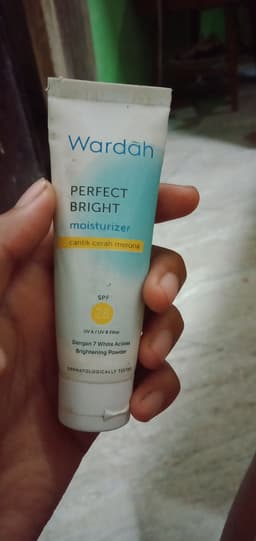 Wardah
PERFECT
BRIGHT
moisturizer
cantik cerah merona
SPF
28
UV A / UV B Filter
Dengan 7 White Actives
Brightening Powder
DERMATOLOGICALLY TESTED